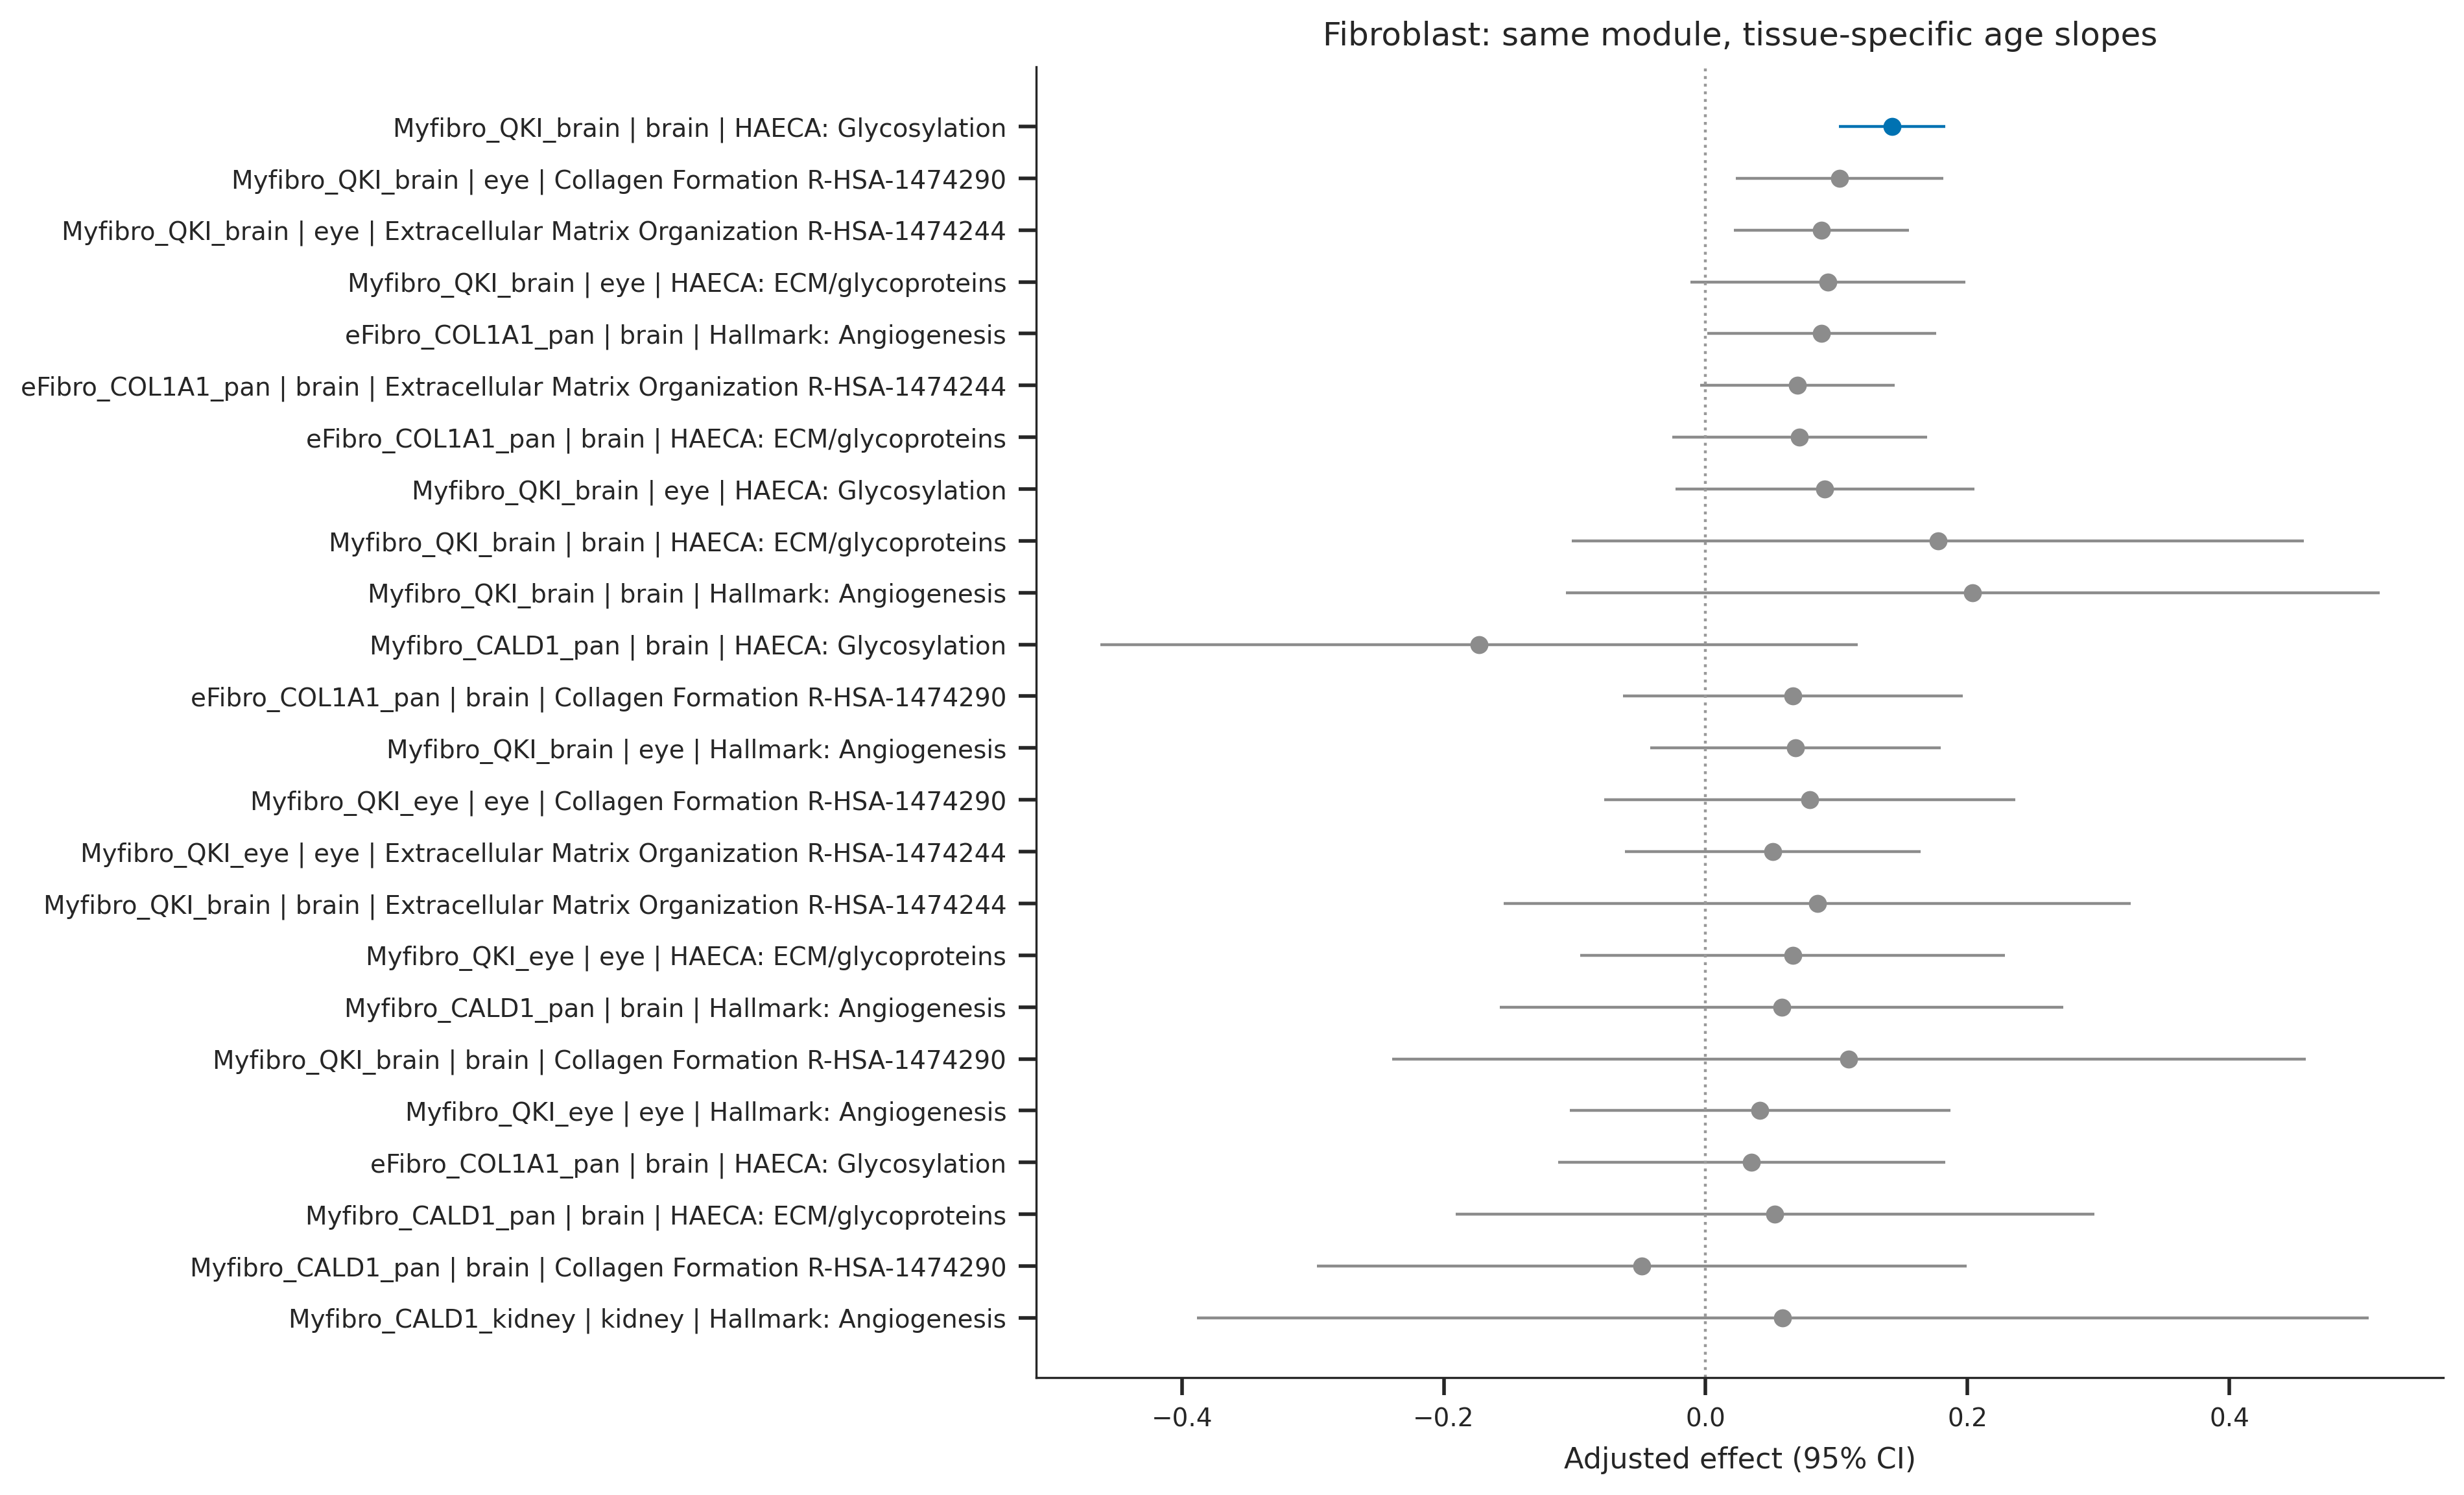 Fibroblast: same module, tissue-specific age slopes
Myfibro_QKI_brain | brain | HAECA: Glycosylation
Myfibro_QKI_brain | eye | Collagen Formation R-HSA-1474290
Myfibro_QKI_brain | eye | Extracellular Matrix Organization R-HSA-1474244
Myfibro_QKI_brain | eye | HAECA: ECM/glycoproteins
eFibro_COL1A1_pan | brain | Hallmark: Angiogenesis
eFibro_COL1A1_pan | brain | Extracellular Matrix Organization R-HSA-1474244
eFibro_COL1A1_pan | brain | HAECA: ECM/glycoproteins
Myfibro_QKI_brain | eye | HAECA: Glycosylation
Myfibro_QKI_brain | brain | HAECA: ECM/glycoproteins
Myfibro_QKI_brain | brain | Hallmark: Angiogenesis
Myfibro_CALD1_pan | brain | HAECA: Glycosylation
eFibro_COL1A1_pan | brain | Collagen Formation R-HSA-1474290
Myfibro_QKI_brain | eye | Hallmark: Angiogenesis
Myfibro_QKI_eye | eye | Collagen Formation R-HSA-1474290
Myfibro_QKI_eye | eye | Extracellular Matrix Organization R-HSA-1474244
Myfibro_QKI_brain | brain | Extracellular Matrix Organization R-HSA-1474244
Myfibro_QKI_eye | eye | HAECA: ECM/glycoproteins
Myfibro_CALD1_pan | brain | Hallmark: Angiogenesis
Myfibro_QKI_brain | brain | Collagen Formation R-HSA-1474290
Myfibro_QKI_eye | eye | Hallmark: Angiogenesis
eFibro_COL1A1_pan | brain | HAECA: Glycosylation
Myfibro_CALD1_pan | brain | HAECA: ECM/glycoproteins
Myfibro_CALD1_pan | brain | Collagen Formation R-HSA-1474290
Myfibro_CALD1_kidney | kidney | Hallmark: Angiogenesis
−0.4 −0.2 0.0 0.2 0.4
Adjusted effect (95% CI)